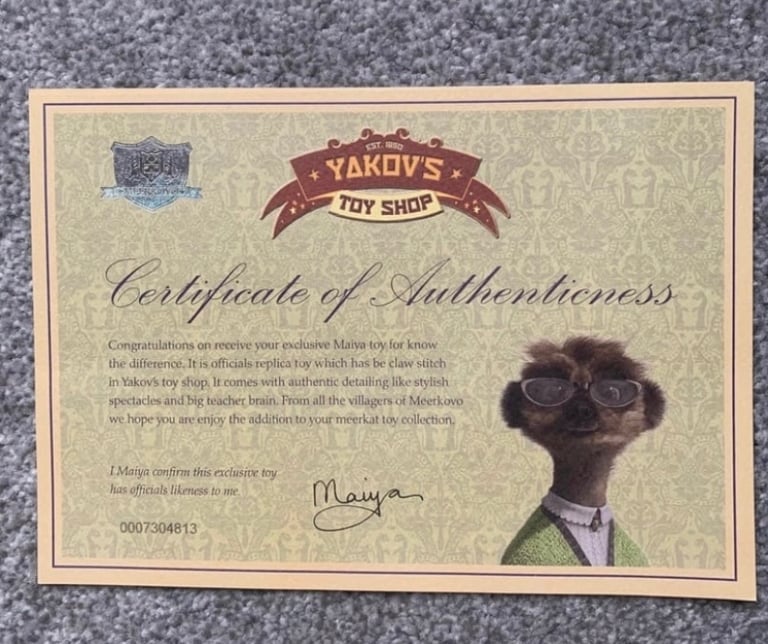 EST. 1850
YAKOV'S
TOY SHOP
Certificate of Authenticness
Congratulations on receive your exclusive Maiya toy for know
the difference. It is officials replica toy which has be claw stitch
in Yakov's toy shop. It comes with authentic detailing like stylish
spectacles and big teacher brain. From all the villagers of Meerkovo
we hope you are enjoy the addition to your meerkat toy collection.
I Maiya confirm this exclusive toy
has officials likeness to me.
Maiya
0007304813